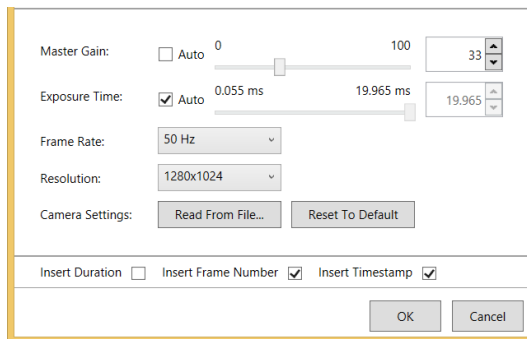 Master Gain: Auto 0 100 33
Exposure Time: Auto 0.055 ms 19.965 ms 19.965
Frame Rate: 50 Hz
Resolution: 1280x1024
Camera Settings: Read From File... Reset To Default
Insert Duration Insert Frame Number Insert Timestamp
OK Cancel